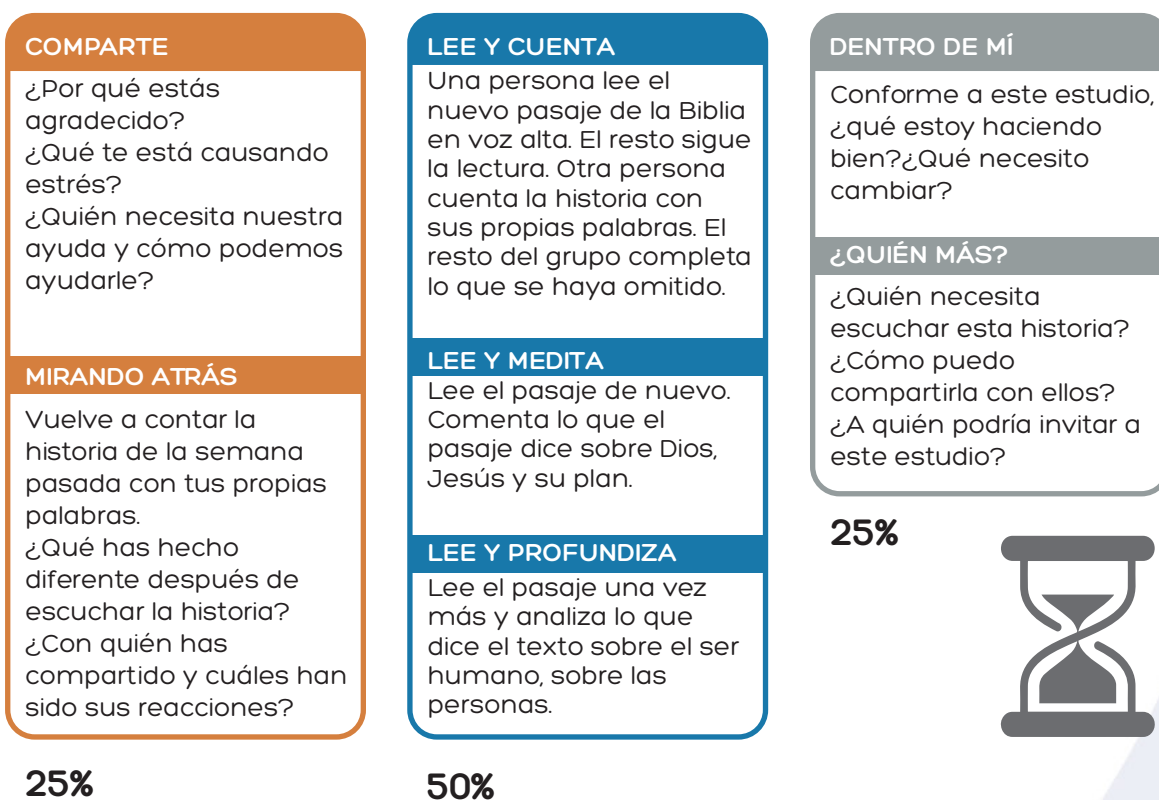 COMPARTE
¿Por qué estás
agradecido?
¿Qué te está causando
estrés?
¿Quién necesita nuestra
ayuda y cómo podemos
ayudarle?
MIRANDO ATRÁS
Vuelve a contar la
historia de la semana
pasada con tus propias
palabras.
¿Qué has hecho
diferente después de
escuchar la historia?
¿Con quién has
compartido y cuáles han
sido sus reacciones?
25%
LEE Y CUENTA
Una persona lee el
nuevo pasaje de la Biblia
en voz alta. El resto sigue
la lectura. Otra persona
cuenta la historia con
sus propias palabras. El
resto del grupo completa
lo que se haya omitido.
LEE Y MEDITA
Lee el pasaje de nuevo.
Comenta lo que el
pasaje dice sobre Dios,
Jesús y su plan.
LEE Y PROFUNDIZA
Lee el pasaje una vez
más y analiza lo que
dice el texto sobre el ser
humano, sobre las
personas.
50%
DENTRO DE MÍ
Conforme a este estudio,
¿qué estoy haciendo
bien?¿Qué necesito
cambiar?
¿QUIÉN MÁS?
¿Quién necesita
escuchar esta historia?
¿Cómo puedo
compartirla con ellos?
¿A quién podría invitar a
este estudio?
25%